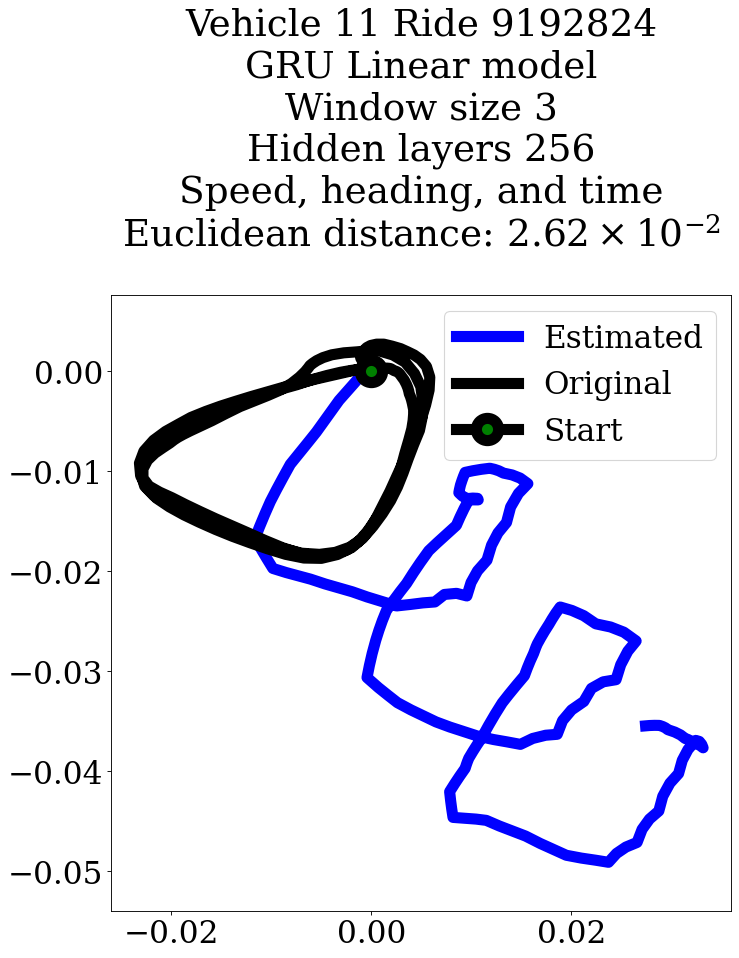 Vehicle 11 Ride 9192824
GRU Linear model
Window size 3
Hidden layers 256
Speed, heading, and time
Euclidean distance: 2.62 × 10⁻²
Estimated
Original
Start
0.00
−0.01
−0.02
−0.03
−0.04
−0.05
−0.02 0.00 0.02